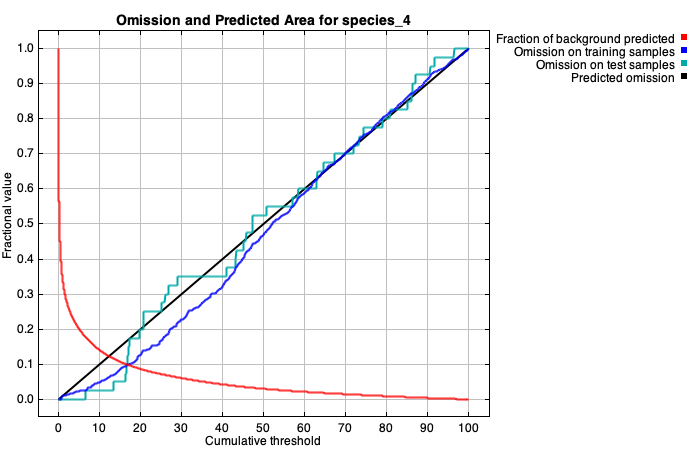 Omission and Predicted Area for species_4
Fraction of background predicted
Omission on training samples
Omission on test samples
Predicted omission
Fractional value
1.0
0.9
0.8
0.7
0.6
0.5
0.4
0.3
0.2
0.1
0.0
0 10 20 30 40 50 60 70 80 90 100
Cumulative threshold